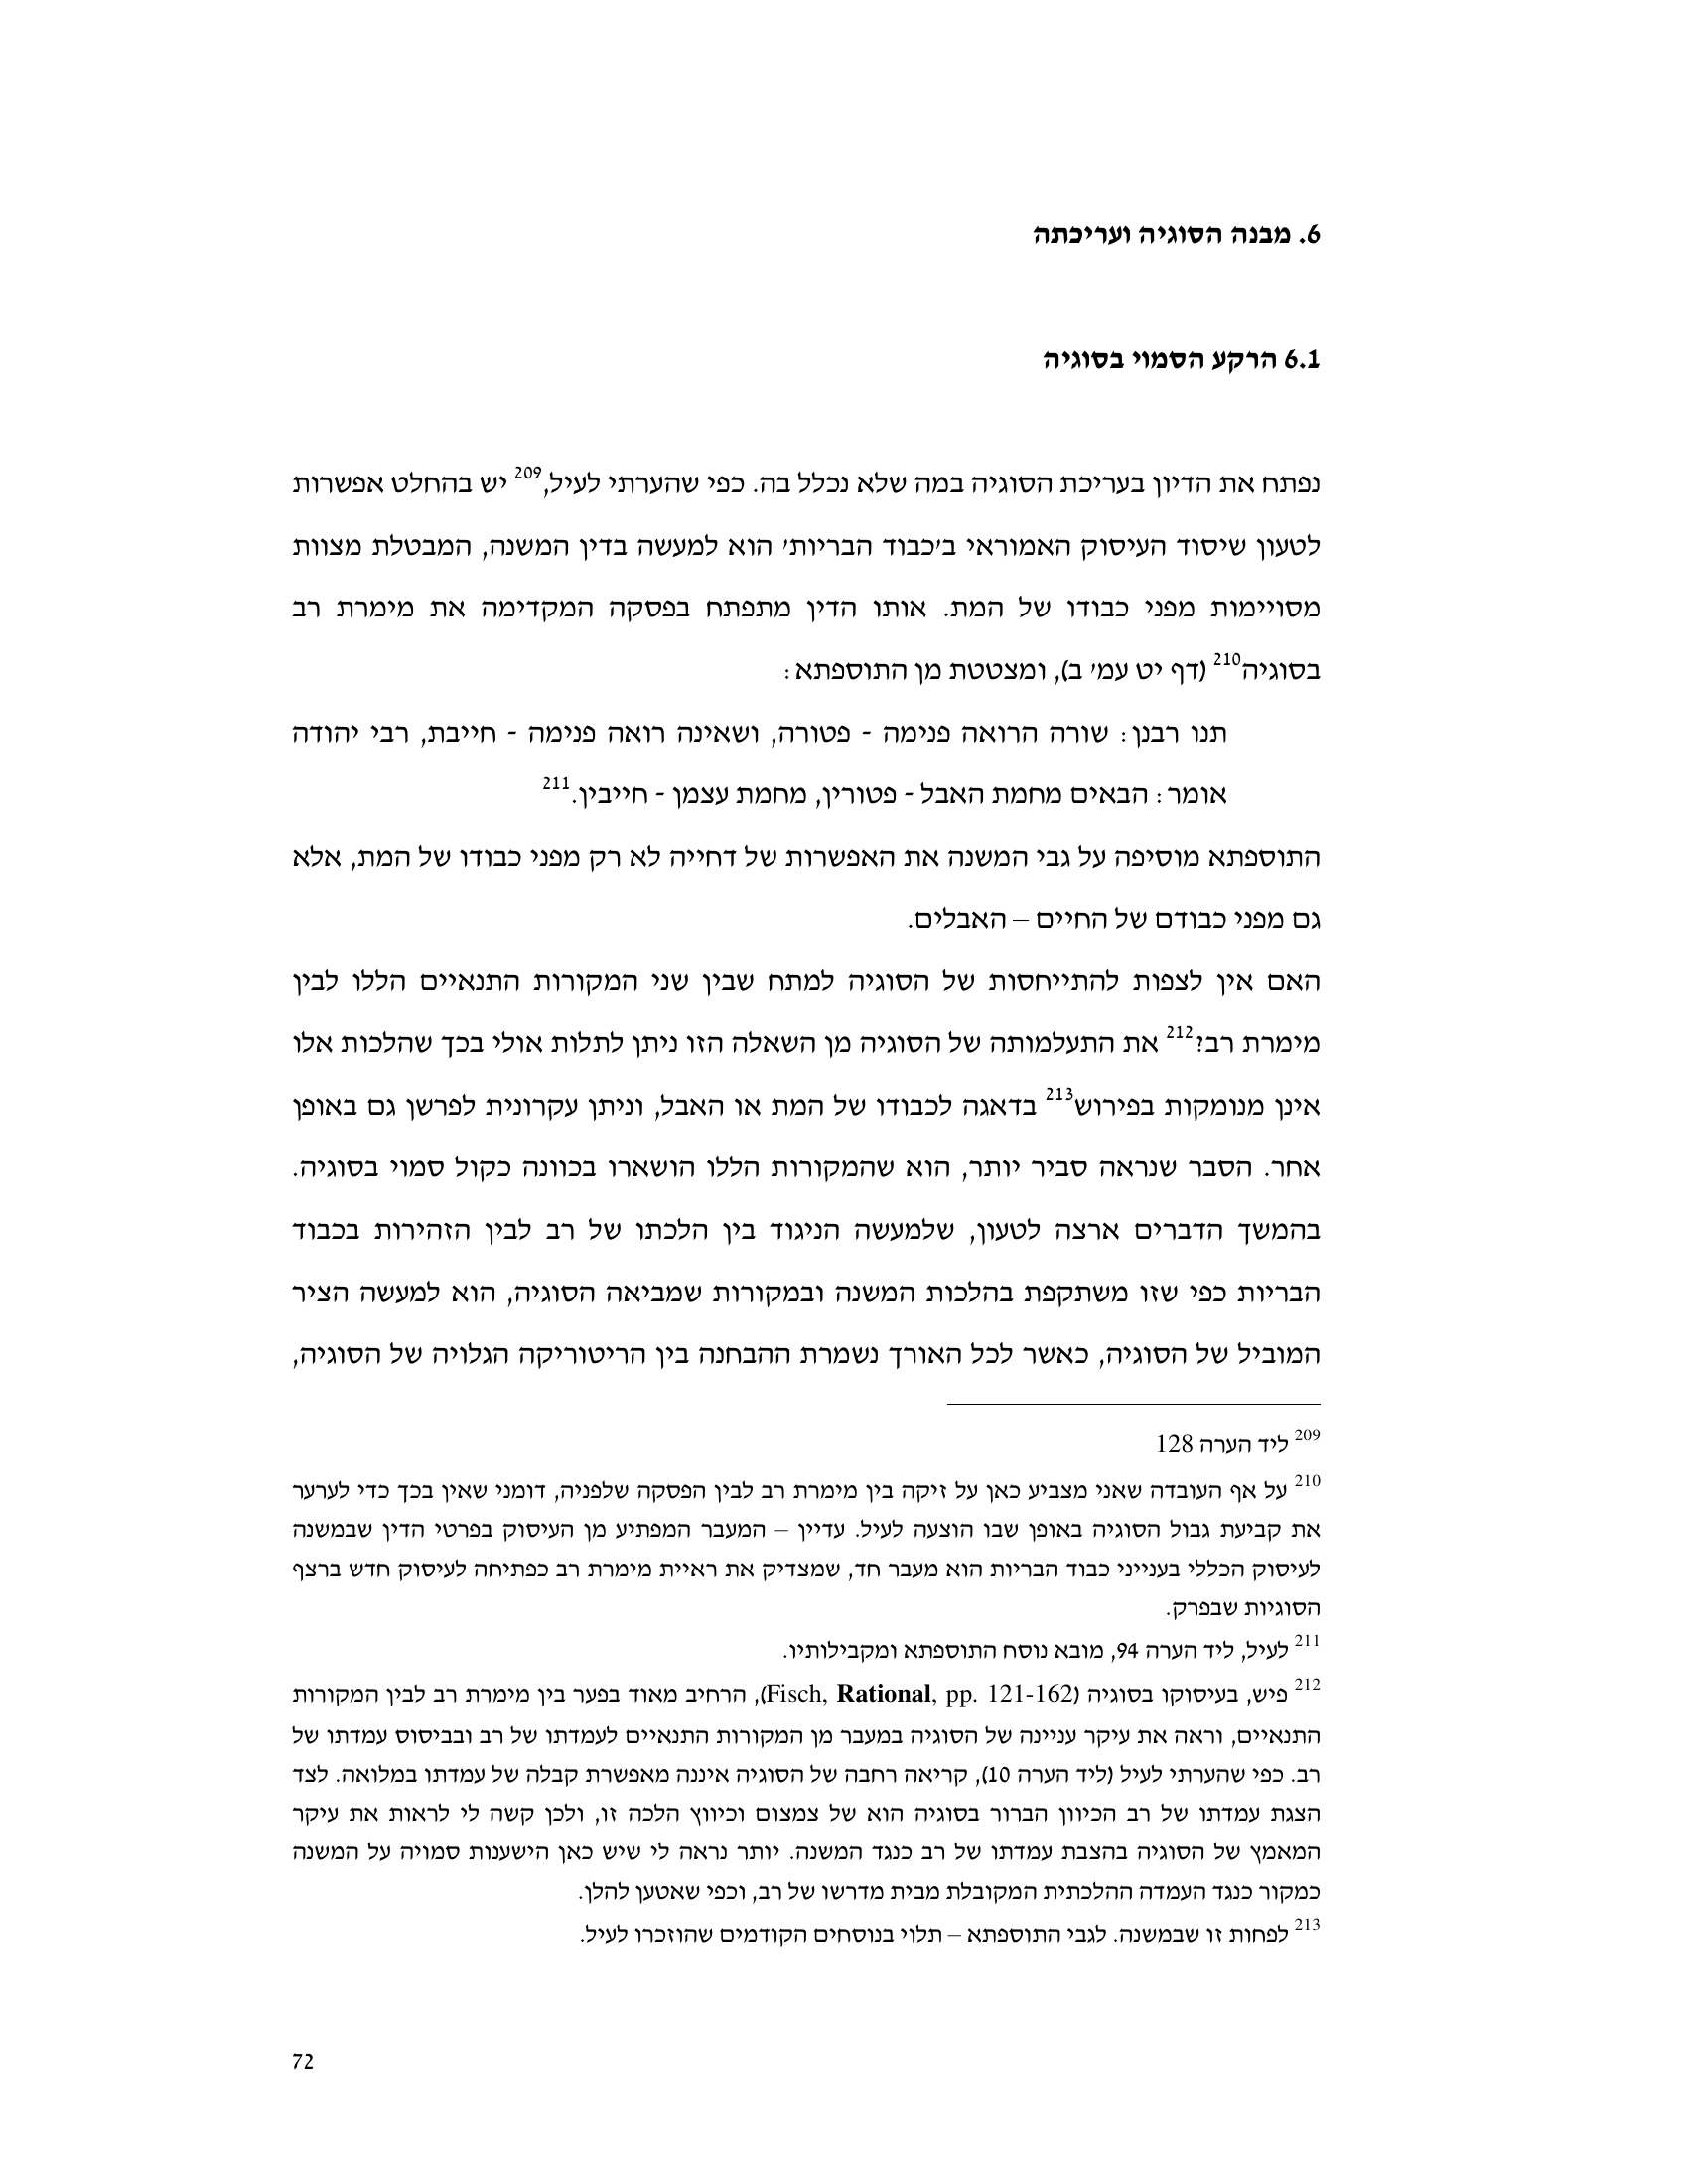 6. מבנה הסוגיה ועריכתה
6.1 הרקע הסמוי בסוגיה
נפתח את הדיון בעריכת הסוגיה במה שלא נכלל בה. כפי שהערתי לעיל,209 יש בהחלט אפשרות
לטעון שיסוד העיסוק האמוראי ב'כבוד הבריות' הוא למעשה בדין המשנה, המבטלת מצוות
מסויימות מפני כבודו של המת. אותו הדין מתפתח בפסקה המקדימה את מימרת רב
בסוגיה210 (דף יט עמ' ב), ומצטטת מן התוספתא:
תנו רבנן: שורה הרואה פנימה - פטורה, ושאינה רואה פנימה - חייבת, רבי יהודה
אומר: הבאים מחמת האבל - פטורין, מחמת עצמן - חייבין.211
התוספתא מוסיפה על גבי המשנה את האפשרות של דחייה לא רק מפני כבודו של המת, אלא
גם מפני כבודם של החיים – האבלים.
האם אין לצפות להתייחסות של הסוגיה למתח שבין שני המקורות התנאיים הללו לבין
מימרת רב?212 את התעלמותה של הסוגיה מן השאלה הזו ניתן לתלות אולי בכך שהלכות אלו
אינן מנומקות בפירוש213 בדאגה לכבודו של המת או האבל, וניתן עקרונית לפרשן גם באופן
אחר. הסבר שנראה סביר יותר, הוא שהמקורות הללו הושארו בכוונה כקול סמוי בסוגיה.
בהמשך הדברים ארצה לטעון, שלמעשה הניגוד בין הלכתו של רב לבין הזהירות בכבוד
הבריות כפי שזו משתקפת בהלכות המשנה ובמקורות שמביאה הסוגיה, הוא למעשה הציר
המוביל של הסוגיה, כאשר לכל האורך נשמרת ההבחנה בין הריטוריקה הגלויה של הסוגיה,
209 ליד הערה 128
210 על אף העובדה שאני מצביע כאן על זיקה בין מימרת רב לבין הפסקה שלפניה, דומני שאין בכך כדי לערער
את קביעת גבול הסוגיה באופן שבו הוצעה לעיל. עדיין – המעבר המפתיע מן העיסוק בפרטי הדין שבמשנה
לעיסוק הכללי בענייני כבוד הבריות הוא מעבר חד, שמצדיק את ראיית מימרת רב כפתיחה לעיסוק חדש ברצף
הסוגיות שבפרק.
211 לעיל, ליד הערה 94, מובא נוסח התוספתא ומקבילותיו.
212 פיש, בעיסוקו בסוגיה (Fisch, Rational, pp. 121-162), הרחיב מאוד בפער בין מימרת רב לבין המקורות
התנאיים, וראה את עיקר עניינה של הסוגיה במעבר מן המקורות התנאיים לעמדתו של רב ובביסוס עמדתו של
רב. כפי שהערתי לעיל (ליד הערה 10), קריאה רחבה של הסוגיה איננה מאפשרת קבלה של עמדתו במלואה. לצד
הצגת עמדתו של רב הכיוון הברור בסוגיה הוא של צמצום וכיווץ הלכה זו, ולכן קשה לי לראות את עיקר
המאמץ של הסוגיה בהצבת עמדתו של רב כנגד המשנה. יותר נראה לי שיש כאן הישענות סמויה על המשנה
כמקור כנגד העמדה ההלכתית המקובלת מבית מדרשו של רב, וכפי שאטען להלן.
213 לפחות זו שבמשנה. לגבי התוספתא – תלוי בנוסחים הקודמים שהוזכרו לעיל.
72